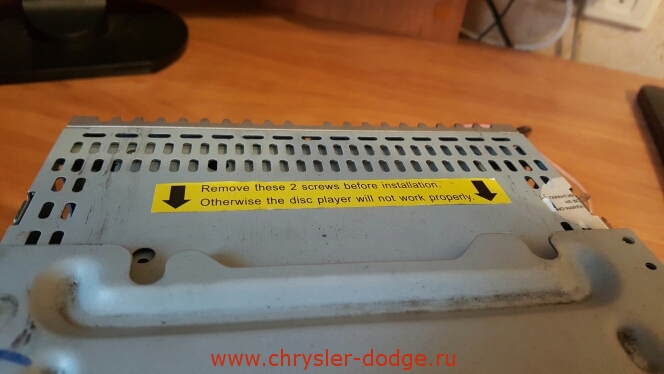 Remove these 2 screws before installation.
Otherwise the disc player will not work properly.
www.chrysler-dodge.ru